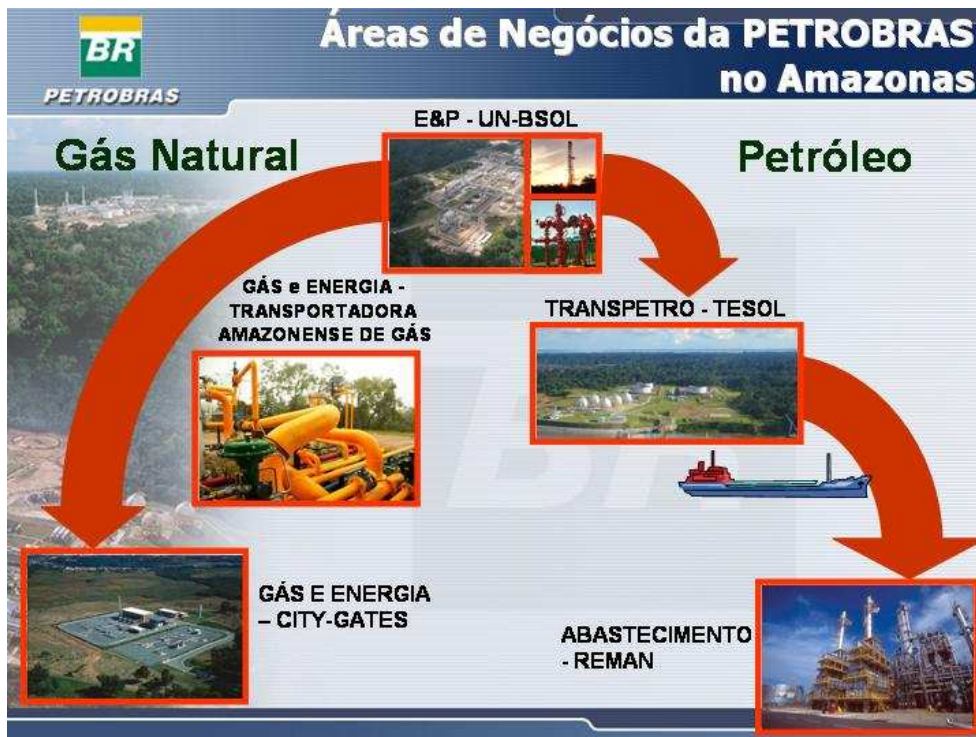 BR
PETROBRAS
Áreas de Negócios da PETROBRAS
no Amazonas
E&P - UN-BSOL
Gás Natural
Petróleo
GÁS e ENERGIA -
TRANSPORTADORA
AMAZONENSE DE GÁS
TRANSPETRO - TESOL
BR
GÁS E ENERGIA
– CITY-GATES
ABASTECIMENTO
- REMAN